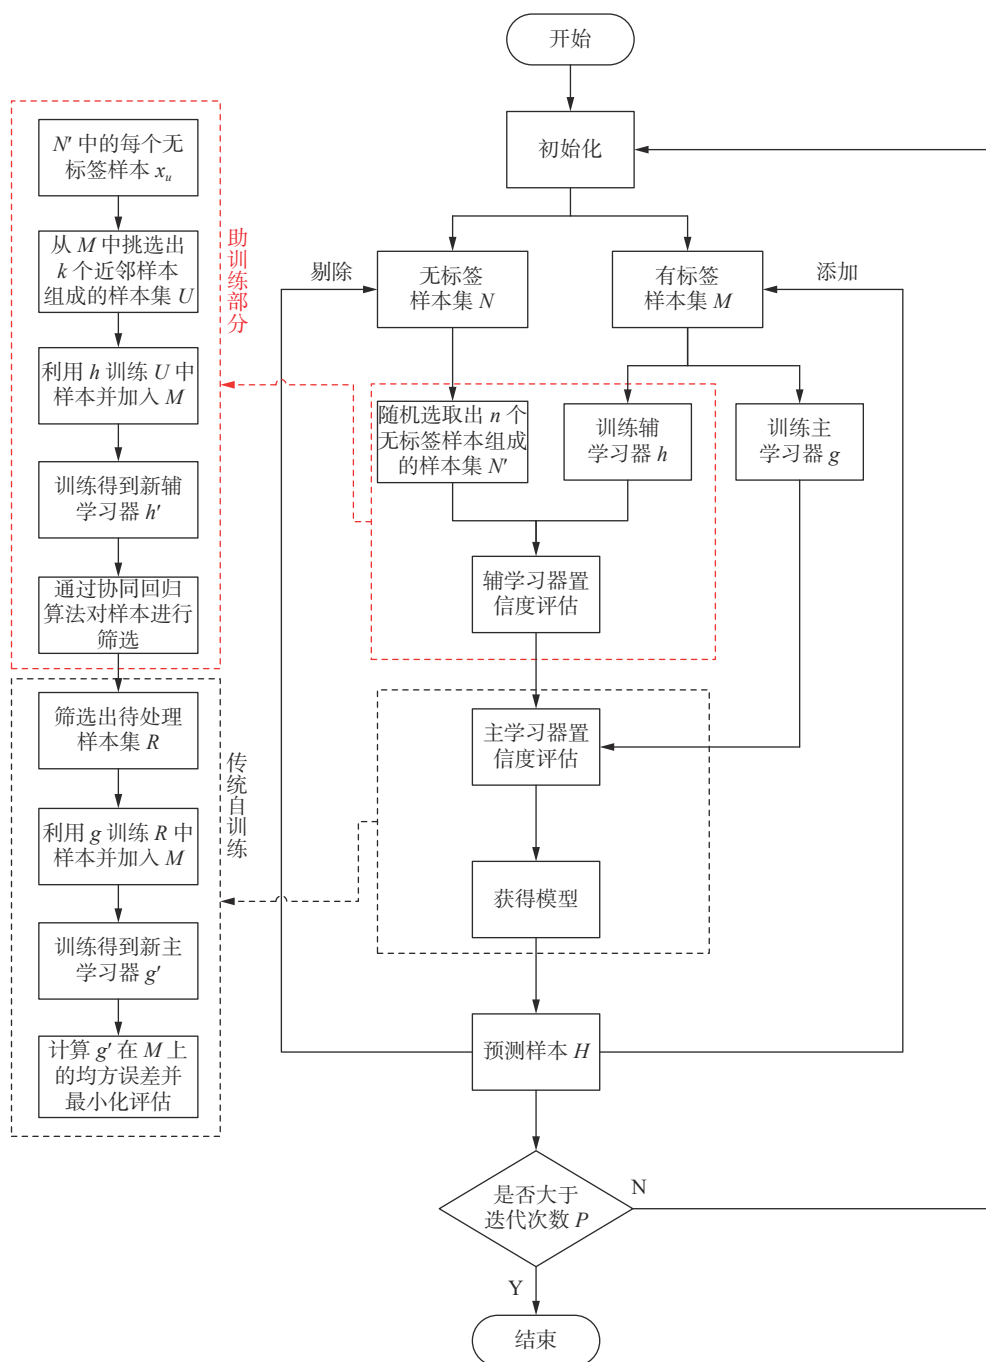 开始
初始化
无标签
样本集 N
有标签
样本集 M
剔除
添加
随机选取出 n 个
无标签样本组成
的样本集 N′
训练辅
学习器 h
训练主
学习器 g
辅学习器置
信度评估
主学习器置
信度评估
获得模型
预测样本 H
是否大于
迭代次数 P
N
Y
结束
N′ 中的每个无
标签样本 xu
从 M 中挑选出
k 个近邻样本
组成的样本集 U
利用 h 训练 U 中
样本并加入 M
训练得到新辅
学习器 h′
通过协同回归
算法对样本进行
筛选
助训练部分
筛选出待处理
样本集 R
利用 g 训练 R 中
样本并加入 M
训练得到新主
学习器 g′
计算 g′ 在 M 上
的均方误差并
最小化评估
传统自训练